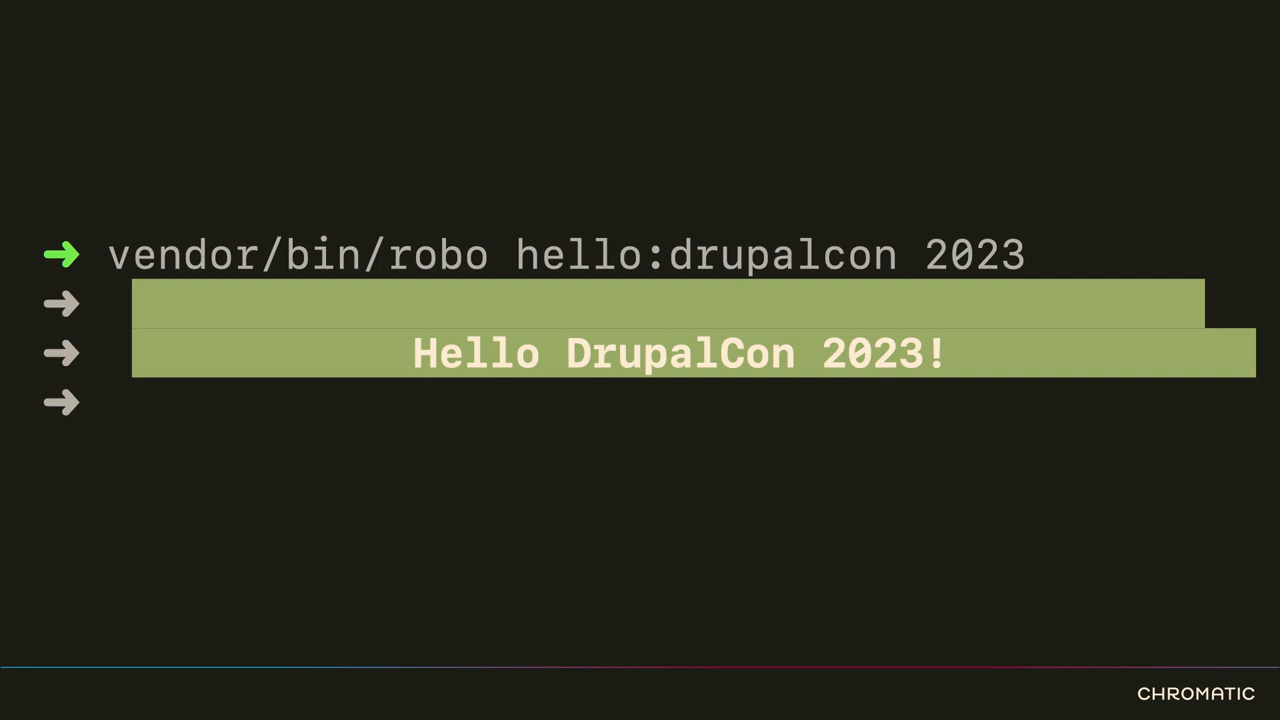 ➜ vendor/bin/robo hello:drupalcon 2023
➜
➜ Hello DrupalCon 2023!
➜
CHROMATIC